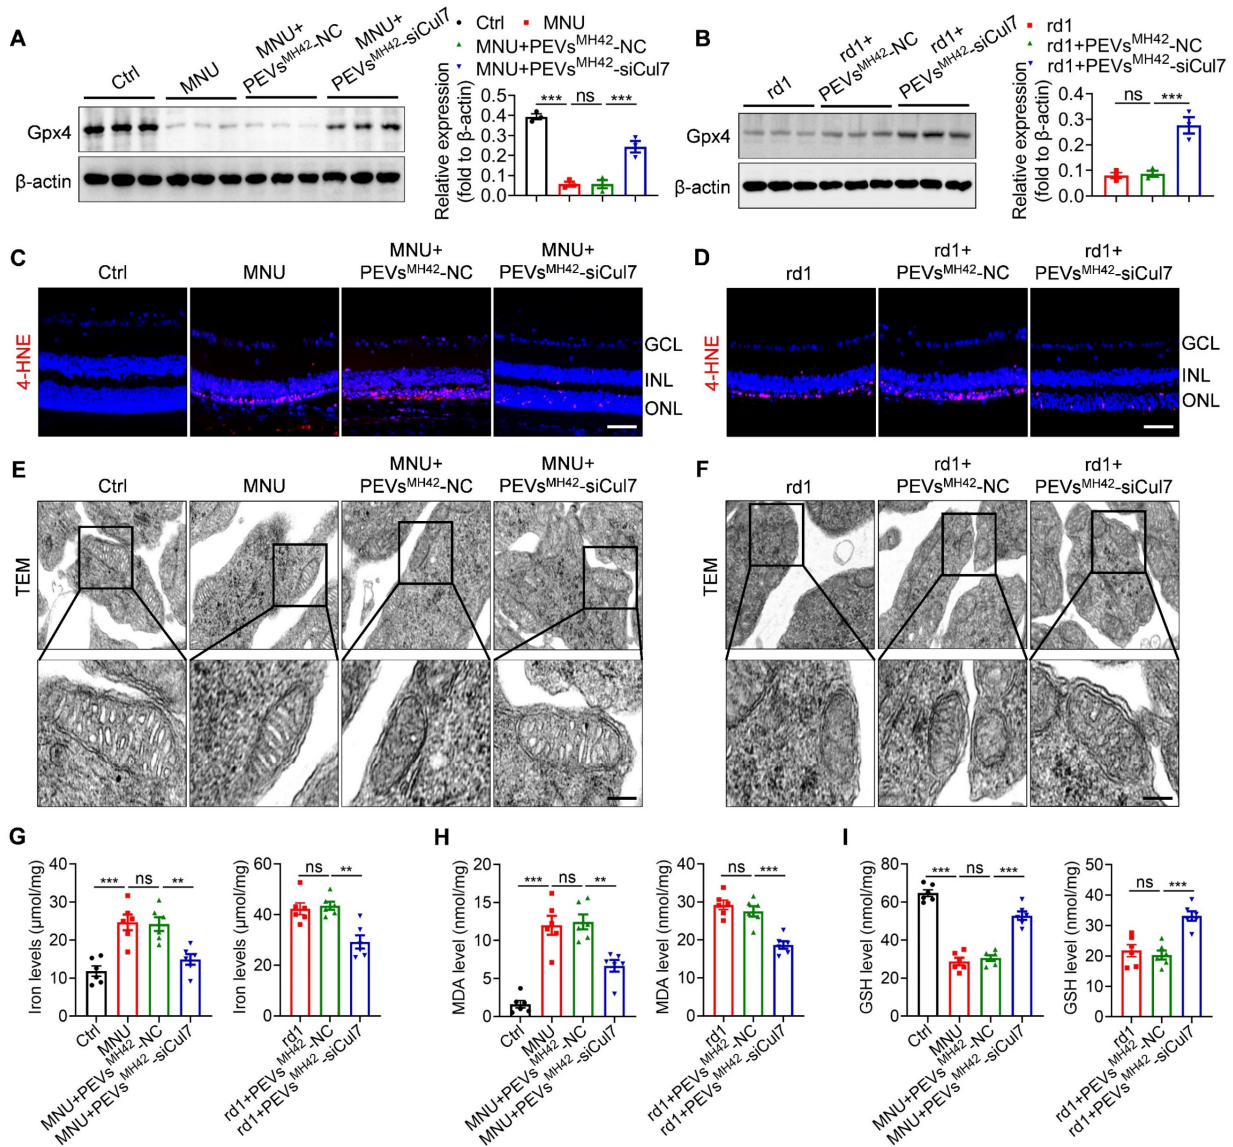 A
Ctrl
MNU
MNU+
PEVsMH42-NC
MNU+
PEVsMH42-siCul7
Gpx4
β-actin
Ctrl
MNU
MNU+PEVsMH42-NC
MNU+PEVsMH42-siCul7
Relative expression
(fold to β-actin)
0.5
0.4
0.3
0.2
0.1
0.0
***
ns
***
B
rd1
rd1+
PEVsMH42-NC
rd1+
PEVsMH42-siCul7
Gpx4
β-actin
rd1
rd1+PEVsMH42-NC
rd1+PEVsMH42-siCul7
Relative expression
(fold to β-actin)
0.4
0.3
0.2
0.1
0.0
ns
***
C
Ctrl
MNU
MNU+
PEVsMH42-NC
MNU+
PEVsMH42-siCul7
4-HNE
GCL
INL
ONL
D
rd1
rd1+
PEVsMH42-NC
rd1+
PEVsMH42-siCul7
4-HNE
GCL
INL
ONL
E
Ctrl
MNU
MNU+
PEVsMH42-NC
MNU+
PEVsMH42-siCul7
TEM
F
rd1
rd1+
PEVsMH42-NC
rd1+
PEVsMH42-siCul7
TEM
G
Iron levels (μmol/mg)
40
30
20
10
0
***
ns
**
Ctrl
MNU
MNU+PEVsMH42-NC
MNU+PEVsMH42-siCul7
Iron levels (μmol/mg)
60
40
20
0
ns
**
rd1
rd1+PEVsMH42-NC
rd1+PEVsMH42-siCul7
H
MDA level (nmol/mg)
20
15
10
5
0
***
ns
**
Ctrl
MNU
MNU+PEVsMH42-NC
MNU+PEVsMH42-siCul7
MDA level (nmol/mg)
40
30
20
10
0
ns
***
rd1
rd1+PEVsMH42-NC
rd1+PEVsMH42-siCul7
I
GSH level (nmol/mg)
80
60
40
20
0
***
ns
***
Ctrl
MNU
MNU+PEVsMH42-NC
MNU+PEVsMH42-siCul7
GSH level (nmol/mg)
50
40
30
20
10
0
ns
***
rd1
rd1+PEVsMH42-NC
rd1+PEVsMH42-siCul7